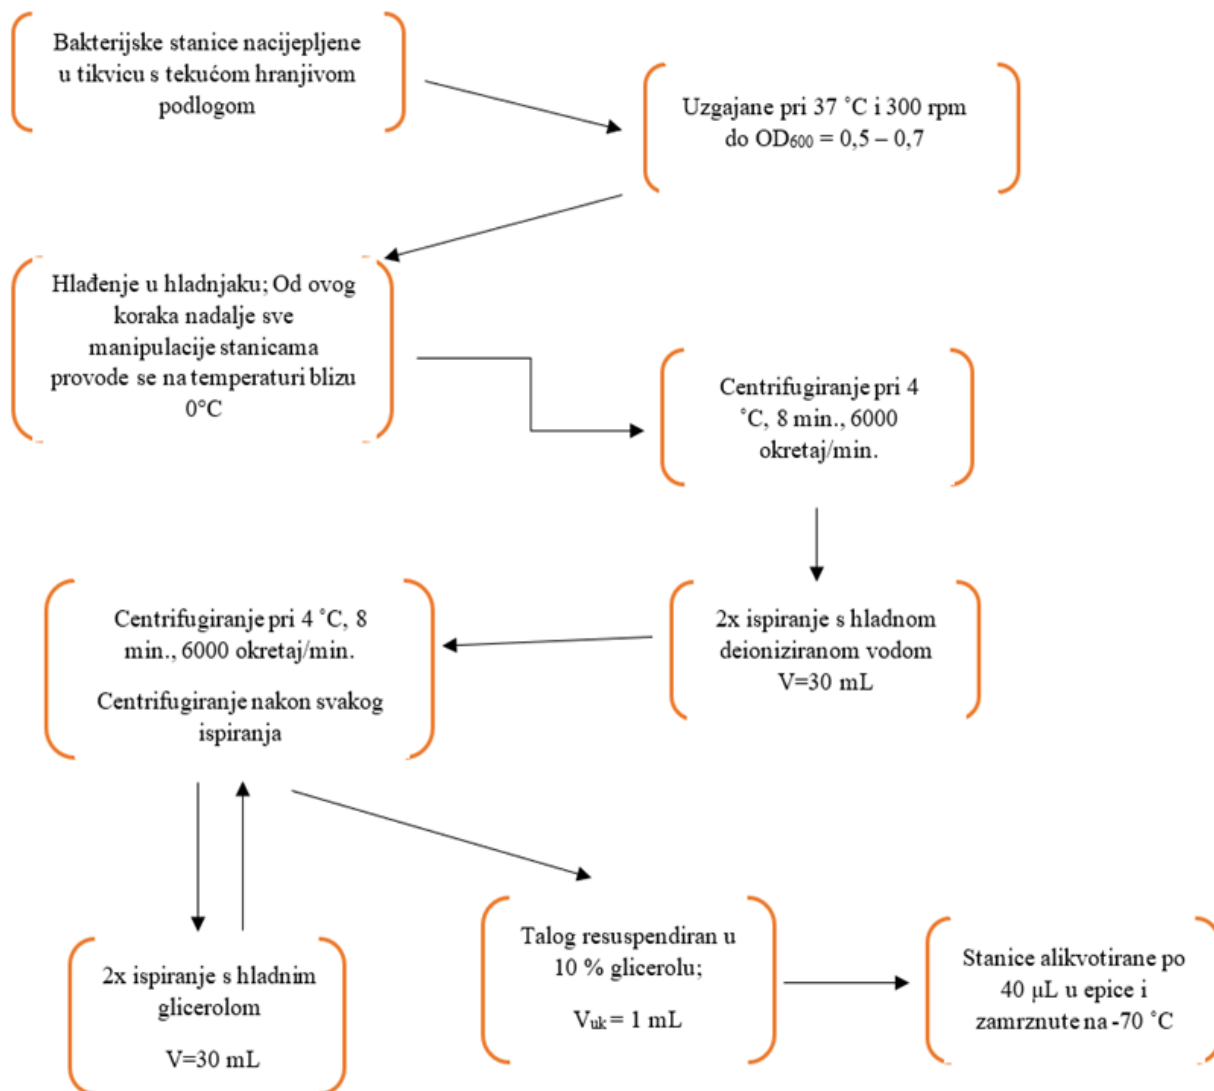 Bakterijske stanice nacijepljene
u tikvicu s tekućom hranjivom
podlogom
Uzgajane pri 37 ˚C i 300 rpm
do OD₆₀₀ = 0,5 – 0,7
Hlađenje u hladnjaku; Od ovog
koraka nadalje sve
manipulacije stanicama
provode se na temperaturi blizu
0°C
Centrifugiranje pri 4
˚C, 8 min., 6000
okretaj/min.
2x ispiranje s hladnom
deioniziranom vodom
V=30 mL
Centrifugiranje pri 4 ˚C, 8
min., 6000 okretaj/min.
Centrifugiranje nakon svakog
ispiranja
2x ispiranje s hladnim
glicerolom
V=30 mL
Talog resuspendiran u
10 % glicerolu;
Vuk = 1 mL
Stanice alikvotirane po
40 μL u epice i
zamrznute na -70 ˚C